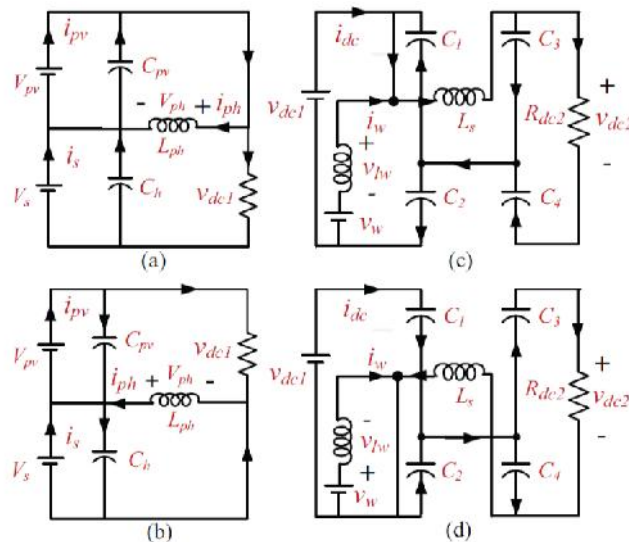 i_pv
C_pv
V_pv
- V_ph + i_ph
L_ph
i_s
V_s
C_h
v_dc1
(a)
i_dc
C_1
C_3
v_dc1
i_w
L_s
R_dc2
+
v_dc2
-
+
v_lw
-
C_2
C_4
v_w
(c)
i_pv
C_pv
v_dc1
V_pv
i_ph + V_ph -
L_ph
i_s
V_s
C_h
(b)
i_dc
C_1
C_3
v_dc1
i_w
L_s
R_dc2
+
v_dc2
-
-
v_lw
+
C_2
C_4
v_w
(d)